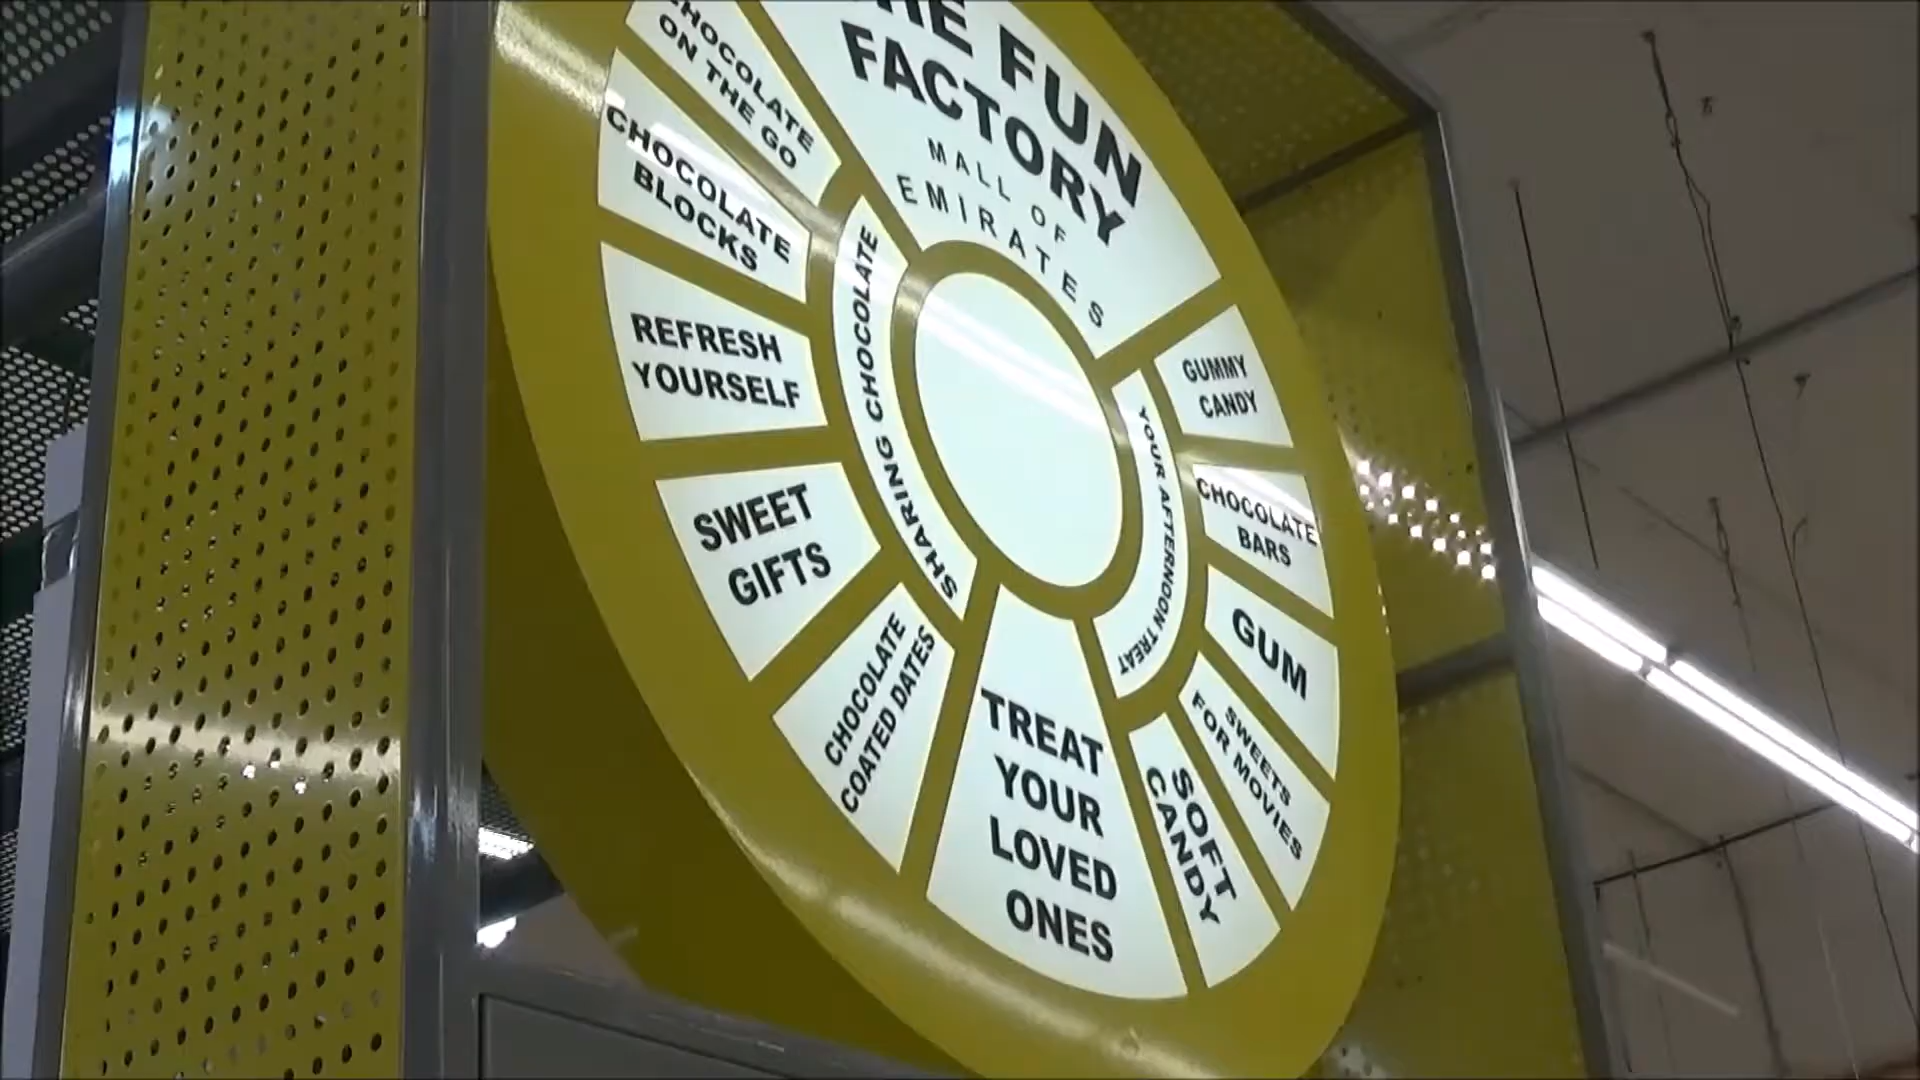 THE FUN
FACTORY
MALL OF
EMIRATES
CHOCOLATE
ON THE GO
CHOCOLATE
BLOCKS
REFRESH
YOURSELF
SWEET
GIFTS
CHOCOLATE
COATED DATES
SHARING CHOCOLATE
TREAT
YOUR
LOVED
ONES
YOUR AFTERNOON TREAT
GUMMY
CANDY
CHOCOLATE
BARS
GUM
SWEETS
FOR MOVIES
SOFT
CANDY